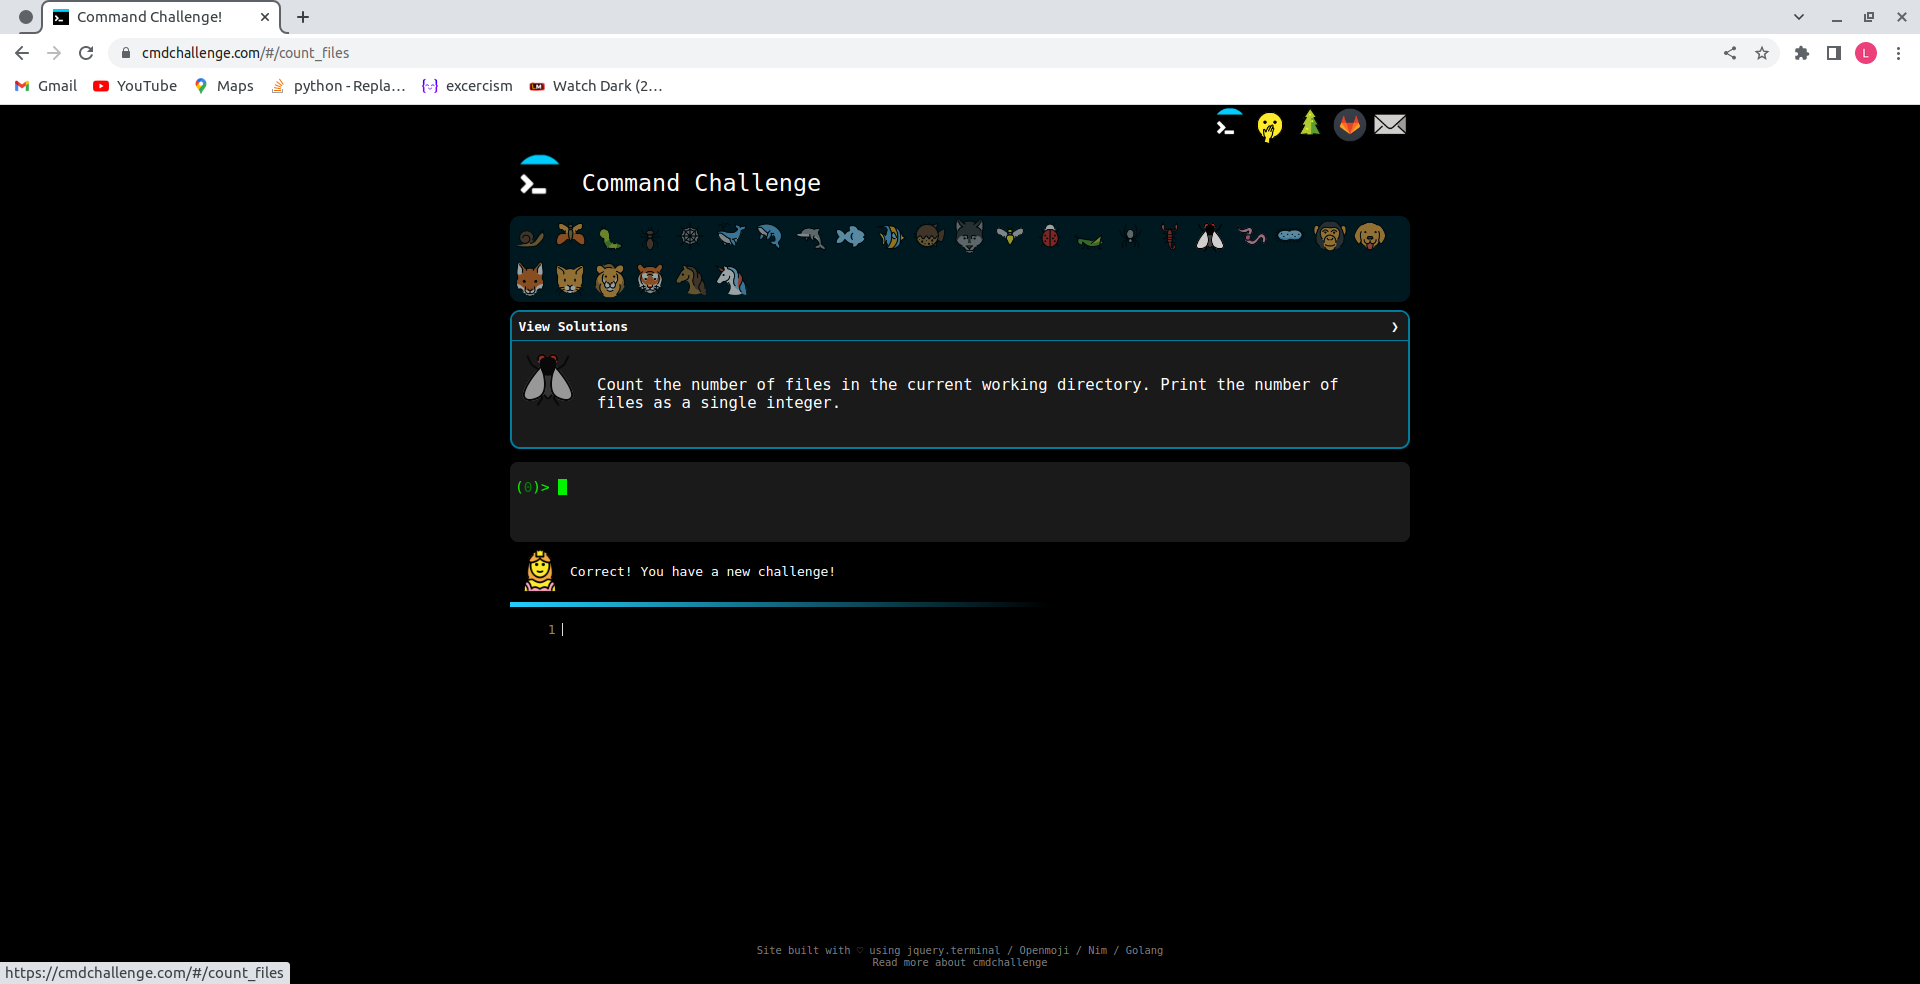 Command Challenge!
cmdchallenge.com/#/count_files
Gmail YouTube Maps python - Repla... excercism Watch Dark (2...
L
Command Challenge
View Solutions
Count the number of files in the current working directory. Print the number of
files as a single integer.
(0)>
Correct! You have a new challenge!
1
Site built with ♡ using jquery.terminal / Openmoji / Nim / Golang
Read more about cmdchallenge
https://cmdchallenge.com/#/count_files